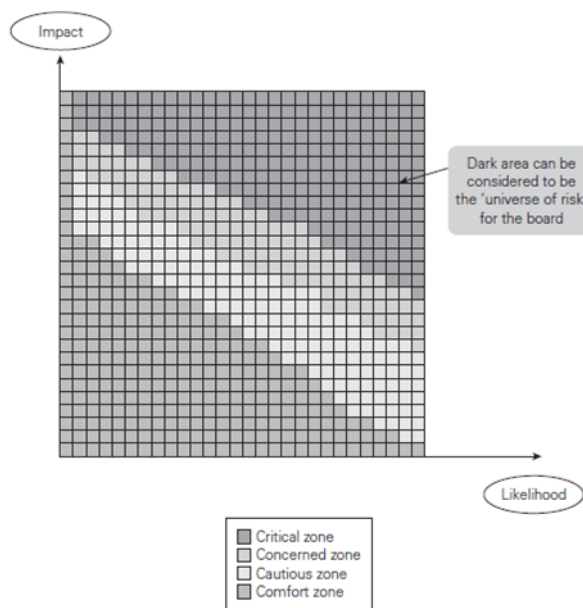 Impact
Dark area can be
considered to be
the ‘universe of risk
for the board
Likelihood
Critical zone
Concerned zone
Cautious zone
Comfort zone